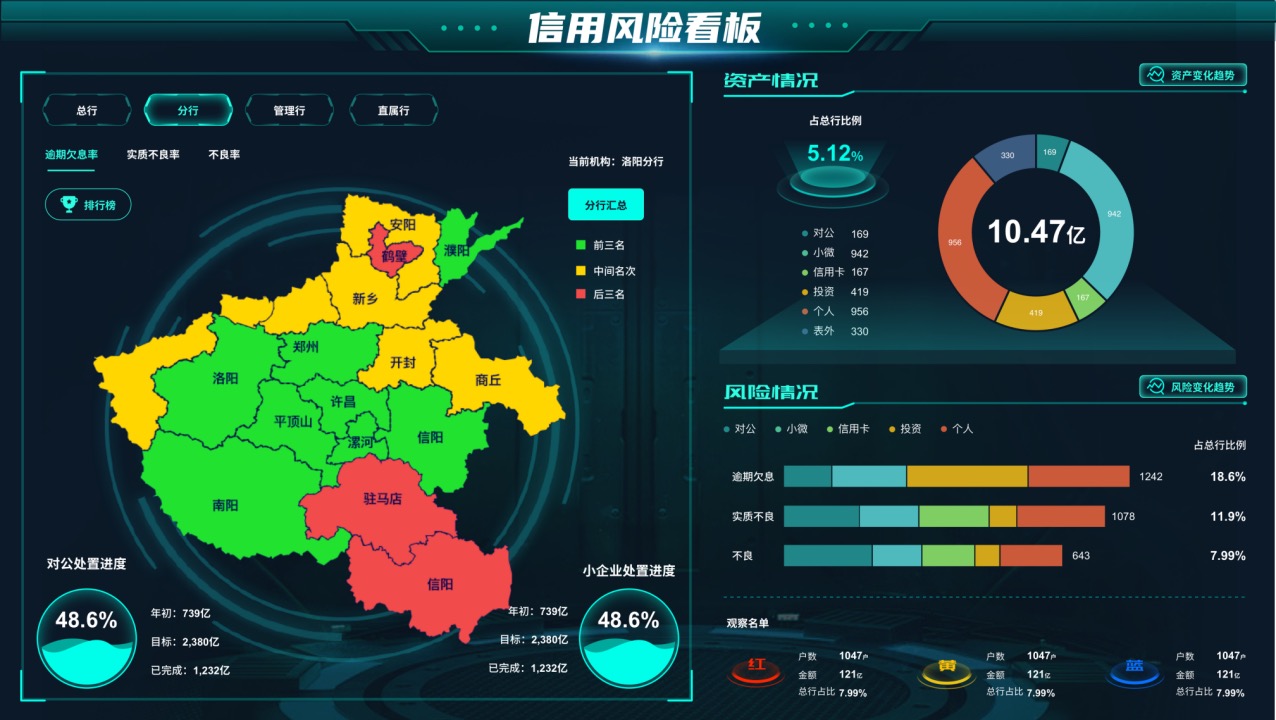 信用风险看板
总行
分行
管理行
直属行
逾期欠息率
实质不良率
不良率
当前机构：洛阳分行
排行榜
分行汇总
前三名
中间名次
后三名
安阳
鹤壁
濮阳
新乡
郑州
开封
洛阳
商丘
许昌
平顶山
漯河
信阳
南阳
驻马店
信阳
对公处置进度
48.6%
年初：739亿
目标：2,380亿
已完成：1,232亿
小企业处置进度
年初：739亿
目标：2,380亿
已完成：1,232亿
48.6%
资产情况
资产变化趋势
占总行比例
5.12%
对公 169
小微 942
信用卡 167
投资 419
个人 956
表外 330
330
169
942
956
167
419
10.47亿
风险情况
风险变化趋势
对公
小微
信用卡
投资
个人
占总行比例
逾期欠息 1242 18.6%
实质不良 1078 11.9%
不良 643 7.99%
观察名单
红
户数 1047户
金额 121亿
总行占比 7.99%
黄
户数 1047户
金额 121亿
总行占比 7.99%
蓝
户数 1047户
金额 121亿
总行占比 7.99%